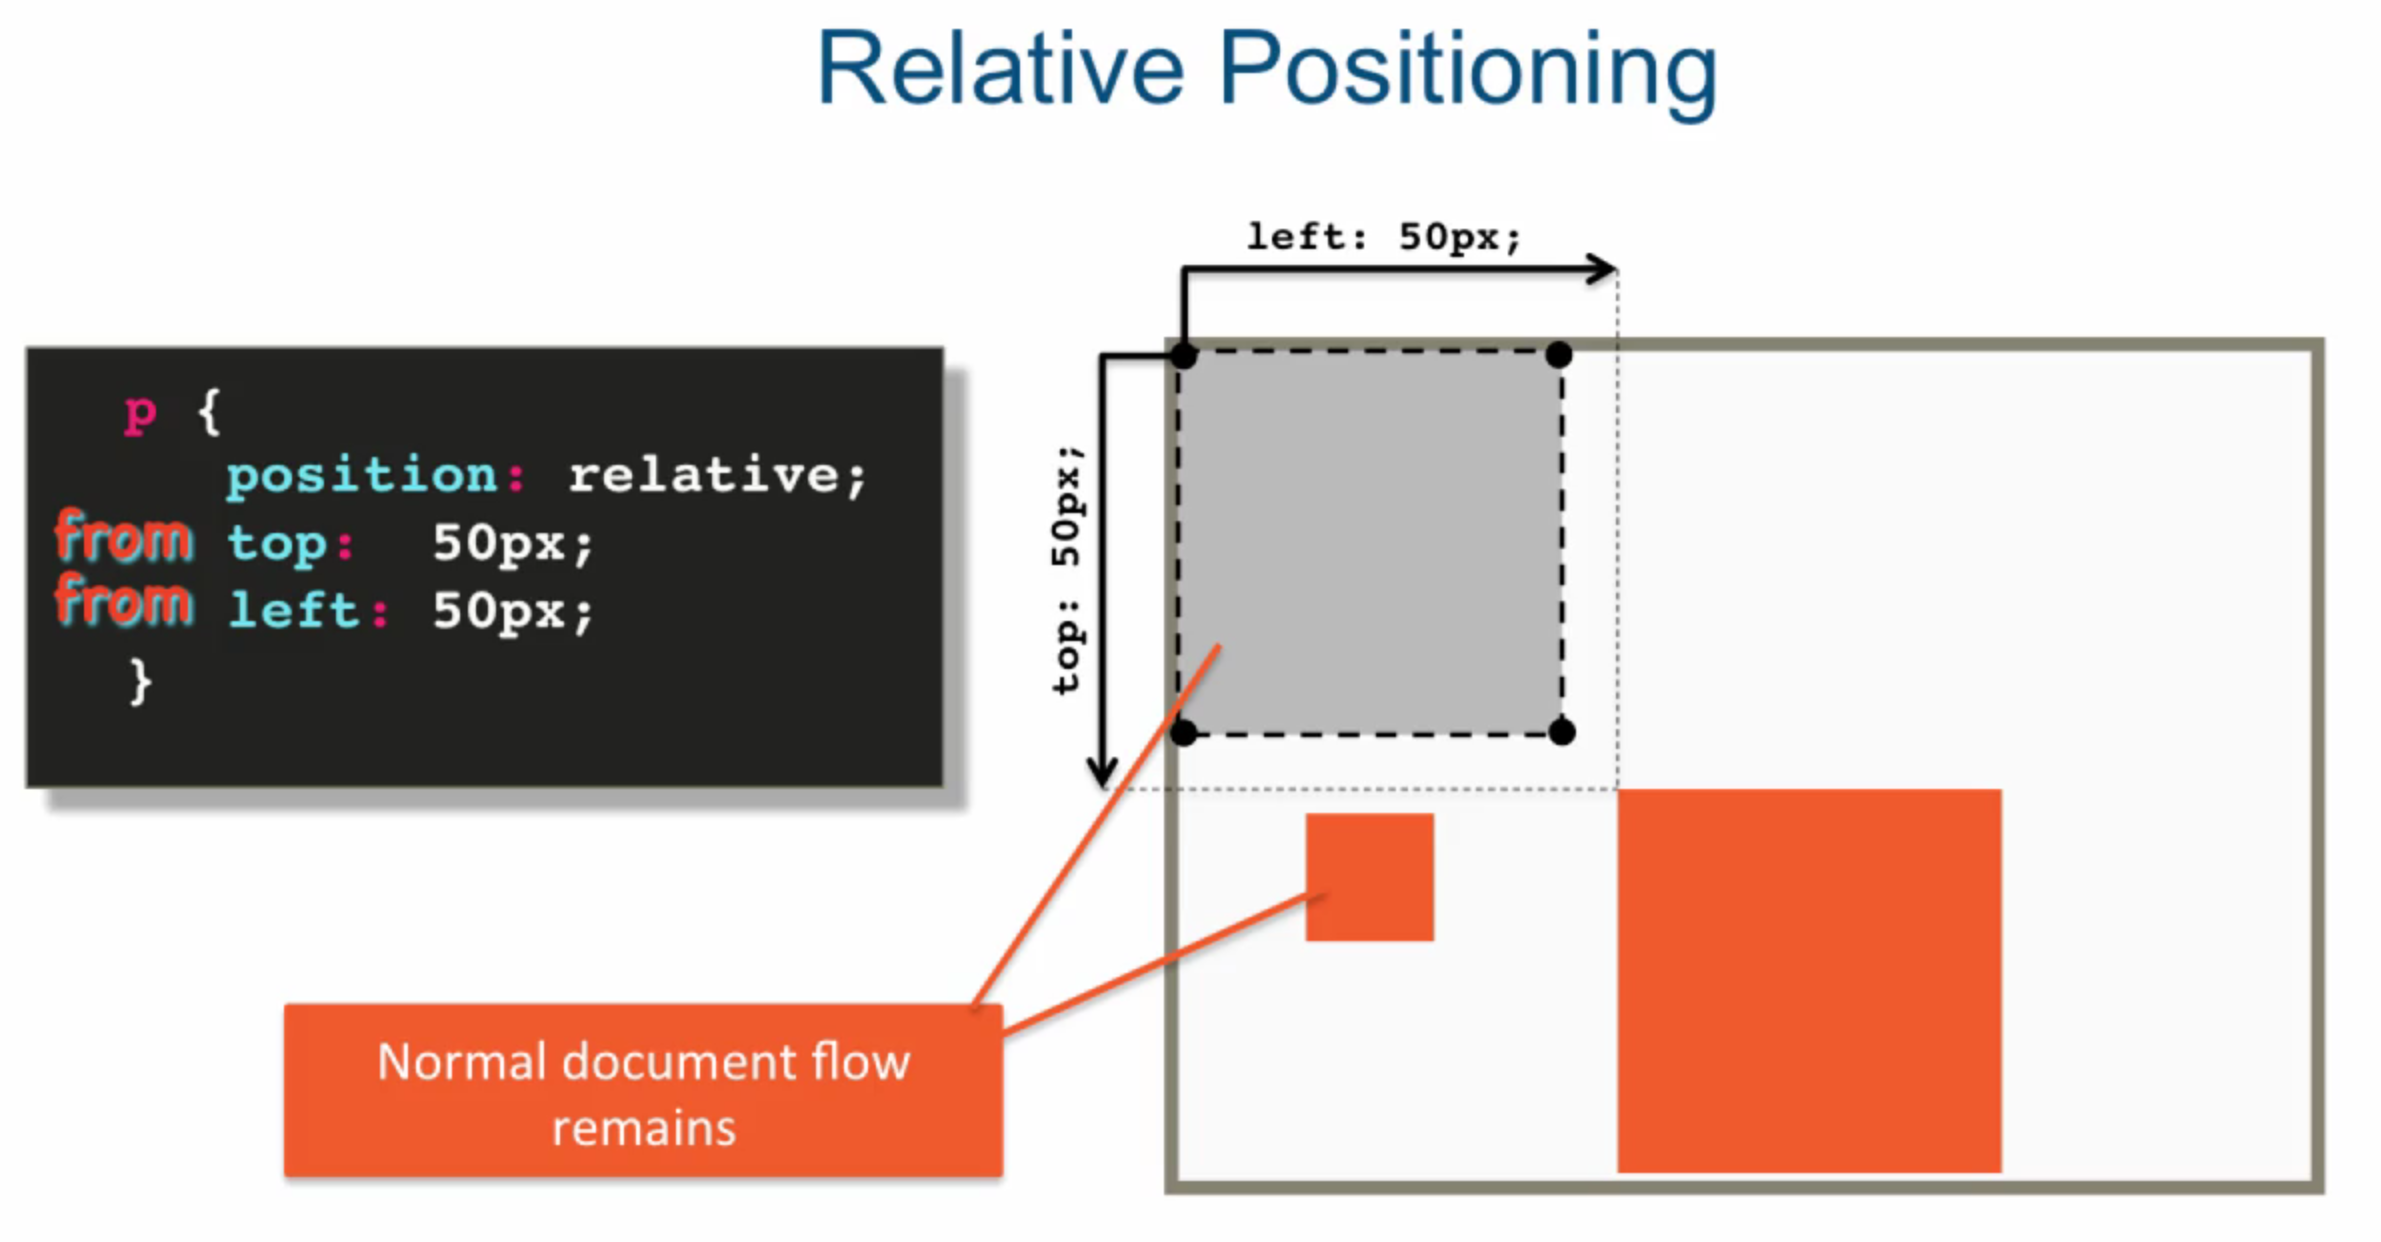 Relative Positioning
left: 50px;
top: 50px;
p {
position: relative;
from top: 50px;
from left: 50px;
}
Normal document flow
remains